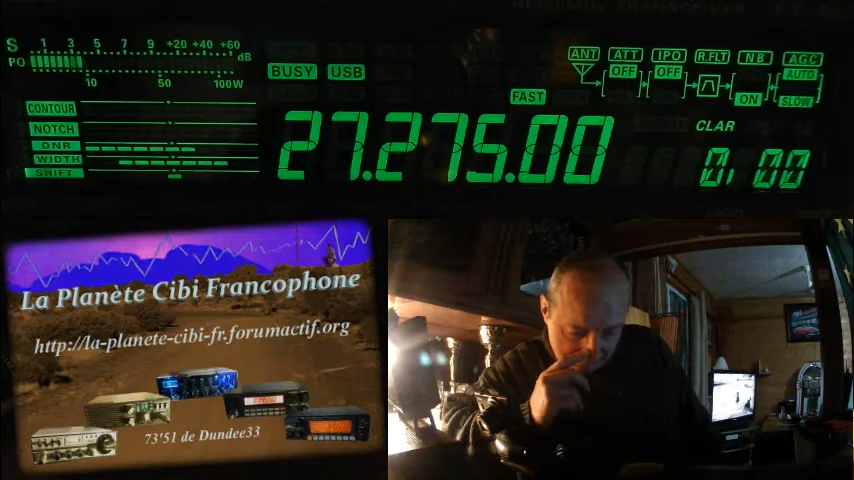 S 1 3 5 7 9 +20 +40 +60 dB
PO 10 50 100W
BUSY USB
ANT ATT IPO R.FLT NB AGC
OFF OFF AUTO
ON SLOW
FAST
CONTOUR
NOTCH
DNR
WIDTH
SHIFT
27.275.00
CLAR
0.00
La Planète Cibi Francophone
http://la-planete-cibi-fr.forumactif.org
73'51 de Dundee33